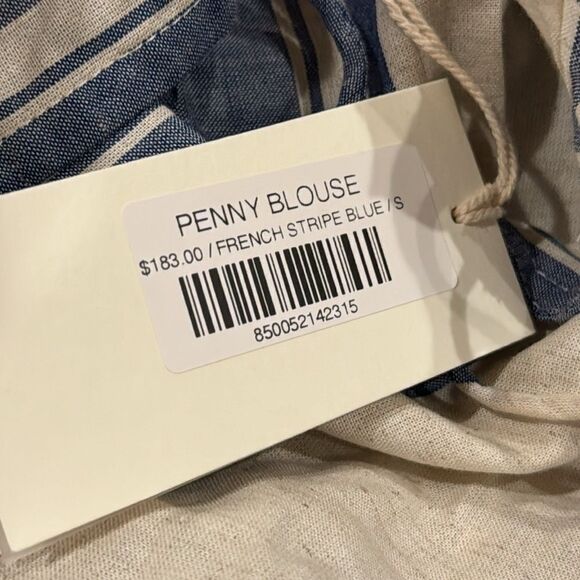 PENNY BLOUSE
$183.00 / FRENCH STRIPE BLUE / S
850052142315